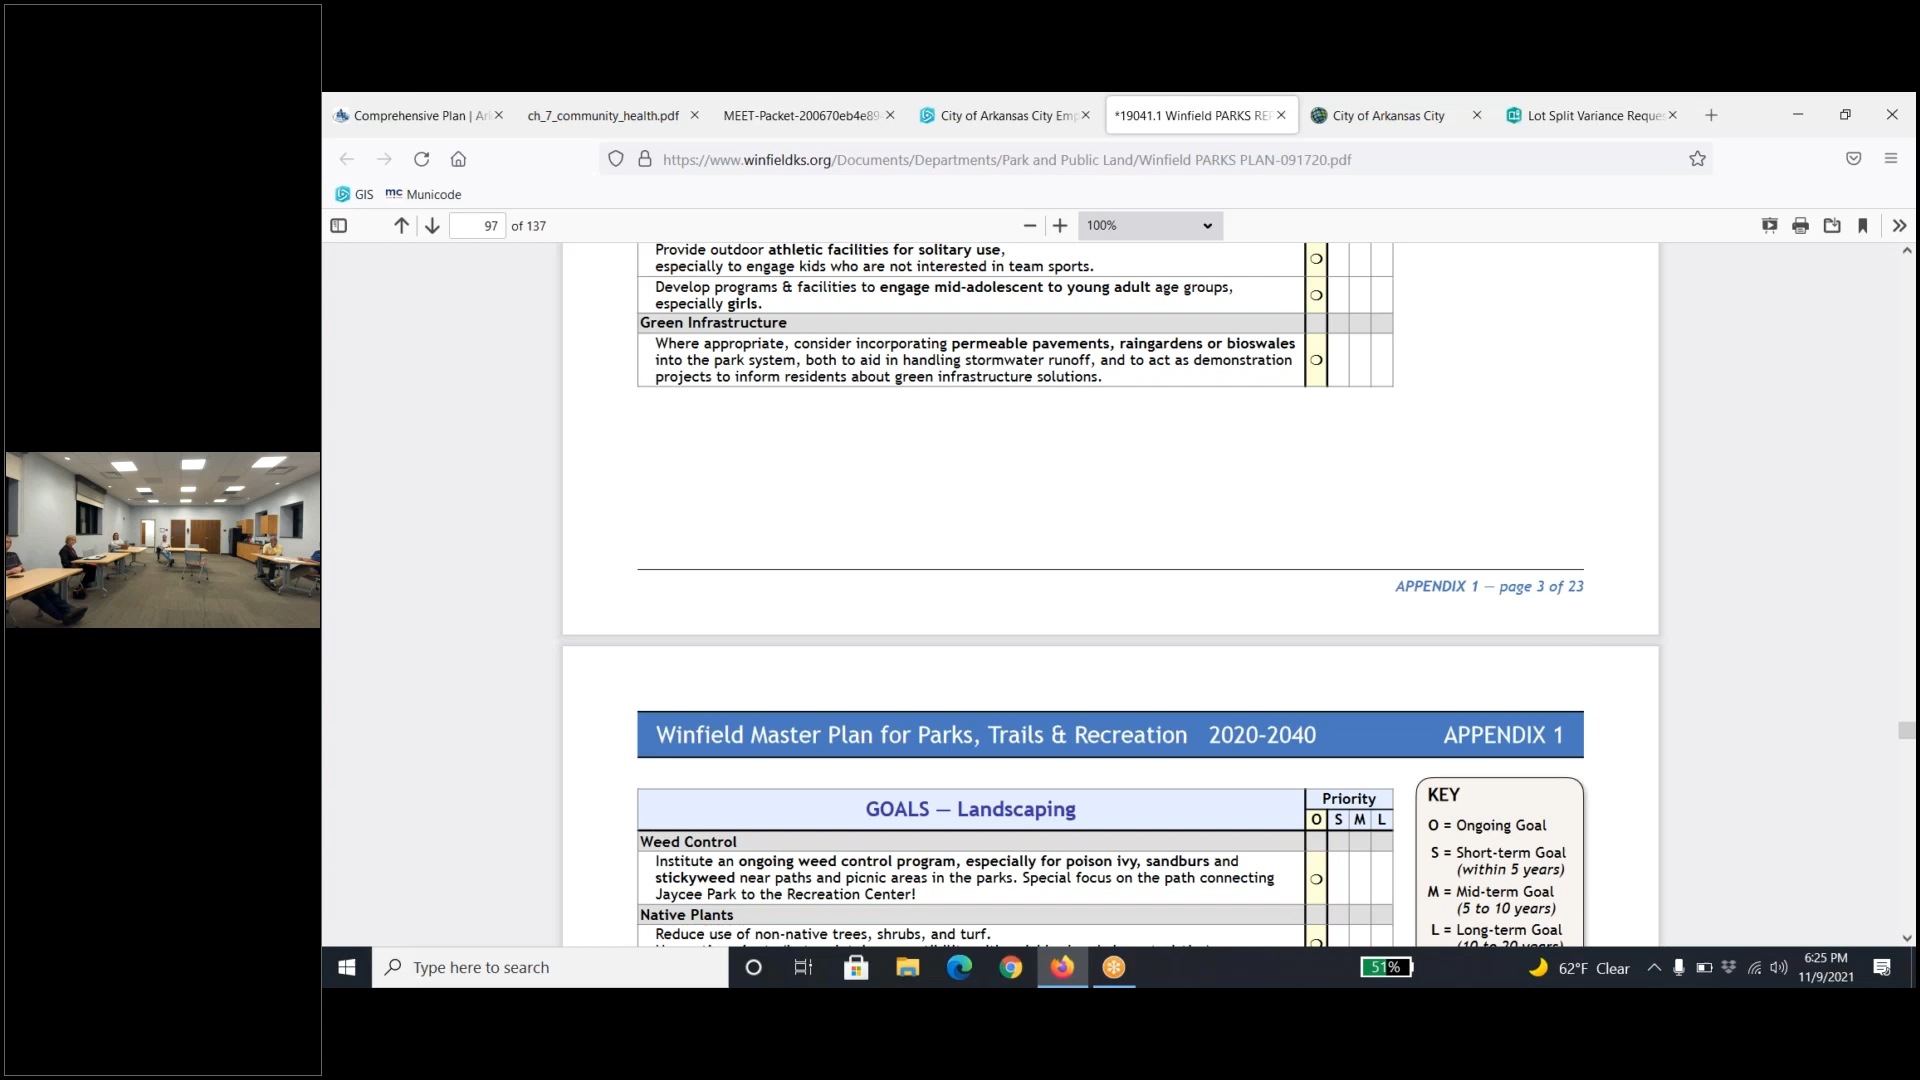 Comprehensive Plan | Ar
ch_7_community_health.pdf
MEET-Packet-200670eb4e89
City of Arkansas City Emp
*19041.1 Winfield PARKS REP
City of Arkansas City
Lot Split Variance Reques
https://www.winfieldks.org/Documents/Departments/Park and Public Land/Winfield PARKS PLAN-091720.pdf
GIS
mc Municode
97 of 137
100%
Provide outdoor athletic facilities for solitary use,
especially to engage kids who are not interested in team sports.
Develop programs & facilities to engage mid-adolescent to young adult age groups,
especially girls.
Green Infrastructure
Where appropriate, consider incorporating permeable pavements, raingardens or bioswales
into the park system, both to aid in handling stormwater runoff, and to act as demonstration
projects to inform residents about green infrastructure solutions.
APPENDIX 1 — page 3 of 23
Winfield Master Plan for Parks, Trails & Recreation 2020-2040 APPENDIX 1
GOALS — Landscaping
Priority
O S M L
Weed Control
Institute an ongoing weed control program, especially for poison ivy, sandburs and
stickyweed near paths and picnic areas in the parks. Special focus on the path connecting
Jaycee Park to the Recreation Center!
Native Plants
Reduce use of non-native trees, shrubs, and turf.
KEY
O = Ongoing Goal
S = Short-term Goal
(within 5 years)
M = Mid-term Goal
(5 to 10 years)
L = Long-term Goal
(10 to 20 years)
Type here to search
51%
62°F Clear
6:25 PM
11/9/2021